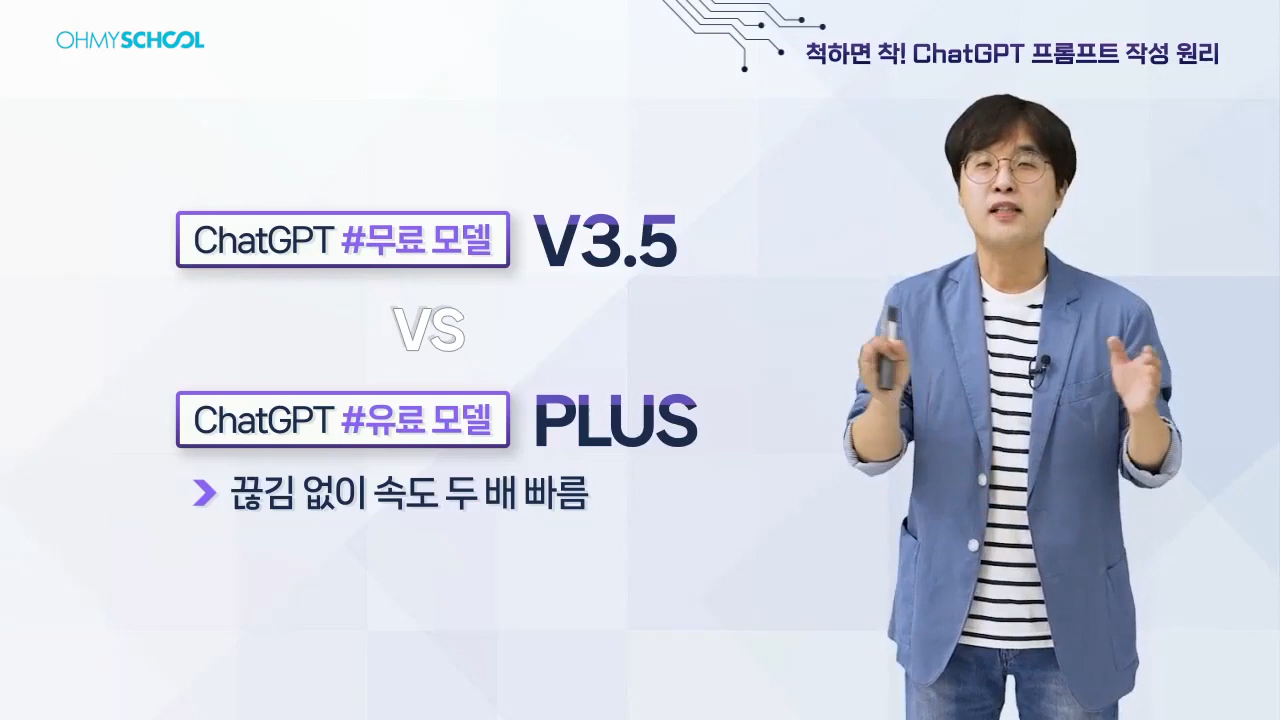 OHMYSCHOOL
척하면 착! ChatGPT 프롬프트 작성 원리
ChatGPT #무료 모델 V3.5
VS
ChatGPT #유료 모델 PLUS
끊김 없이 속도 두 배 빠름